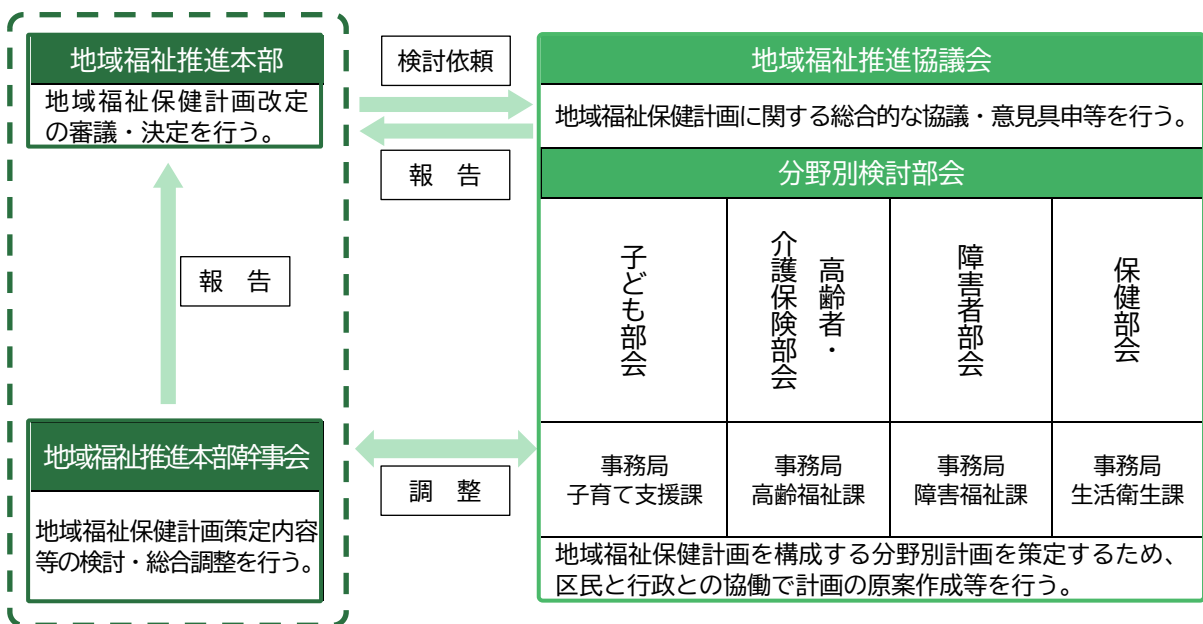 地域福祉推進本部
地域福祉保健計画改定
の審議・決定を行う。
検討依頼
報 告
地域福祉推進協議会
地域福祉保健計画に関する総合的な協議・意見具申等を行う。
分野別検討部会
子ども部会
高齢者・
介護保険部会
障害者部会
保健部会
報 告
地域福祉推進本部幹事会
地域福祉保健計画策定内容
等の検討・総合調整を行う。
調 整
事務局
子育て支援課
事務局
高齢福祉課
事務局
障害福祉課
事務局
生活衛生課
地域福祉保健計画を構成する分野別計画を策定するため、
区民と行政との協働で計画の原案作成等を行う。